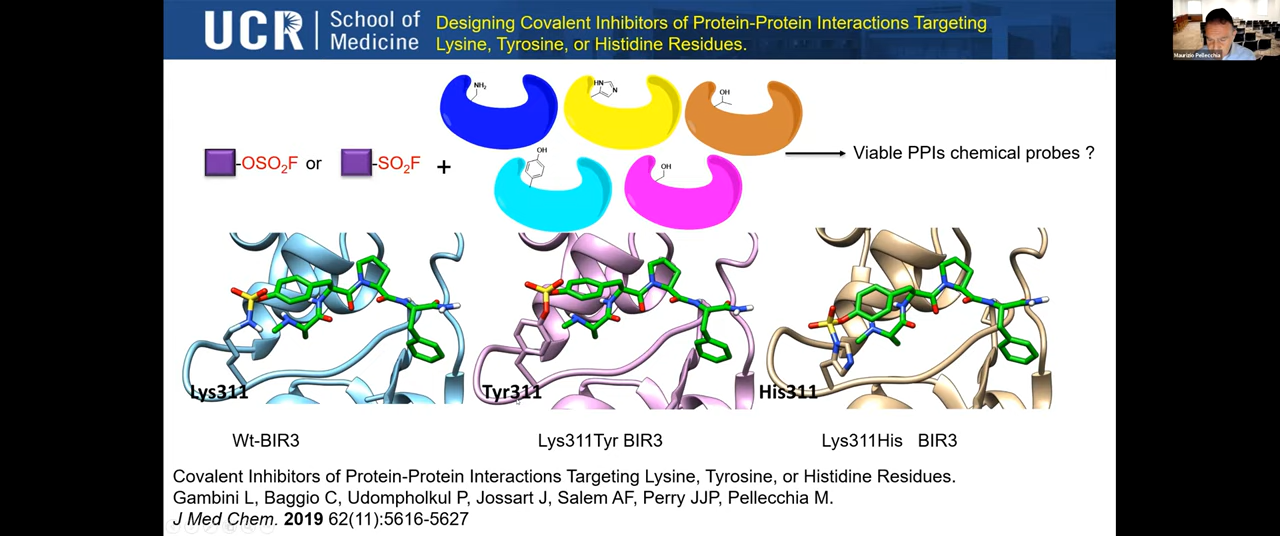 UCR School of Medicine
Designing Covalent Inhibitors of Protein-Protein Interactions Targeting
Lysine, Tyrosine, or Histidine Residues.
Maurizio Pellecchia
NH2
HN
N
OH
OH
OH
-OSO2F or -SO2F +
Viable PPIs chemical probes ?
Lys311
Tyr311
His311
Wt-BIR3
Lys311Tyr BIR3
Lys311His BIR3
Covalent Inhibitors of Protein-Protein Interactions Targeting Lysine, Tyrosine, or Histidine Residues.
Gambini L, Baggio C, Udompholkul P, Jossart J, Salem AF, Perry JJP, Pellecchia M.
J Med Chem. 2019 62(11):5616-5627